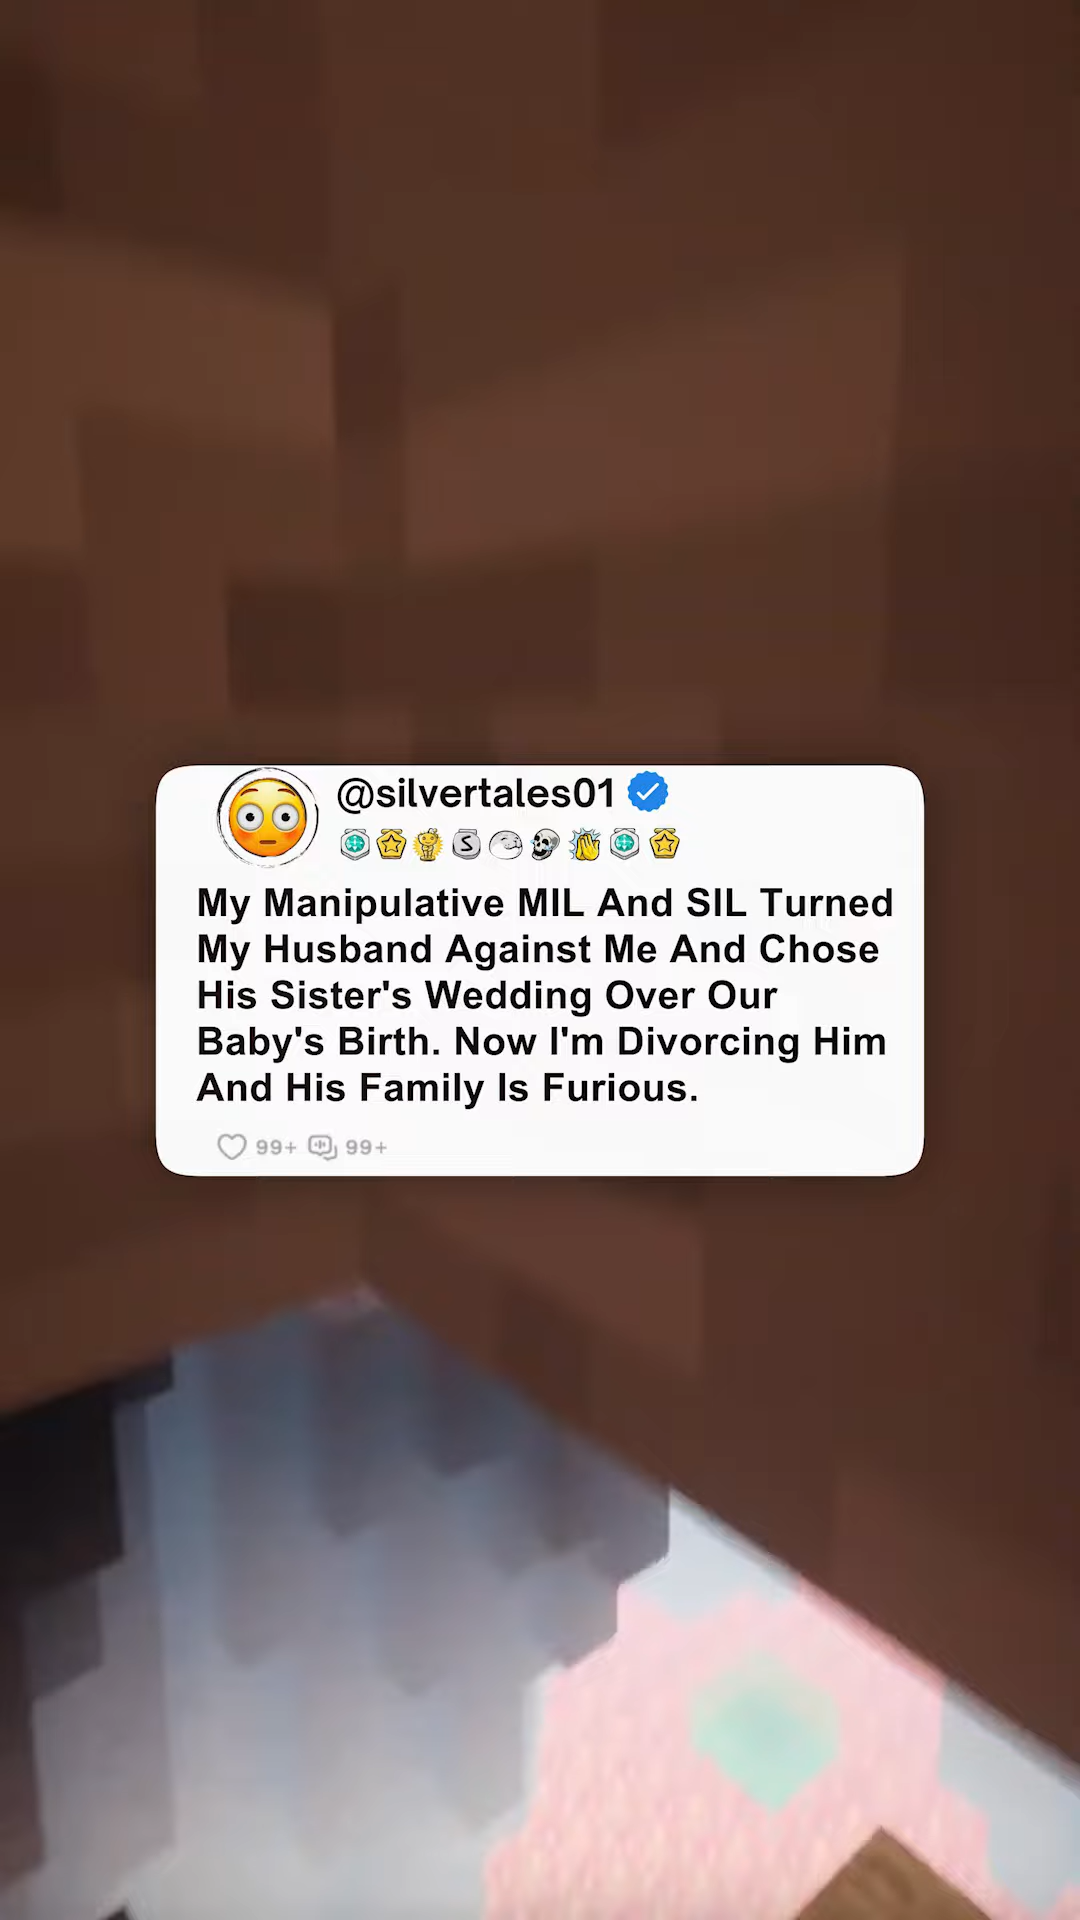 @silvertales01
My Manipulative MIL And SIL Turned
My Husband Against Me And Chose
His Sister's Wedding Over Our
Baby's Birth. Now I'm Divorcing Him
And His Family Is Furious.
99+ 99+